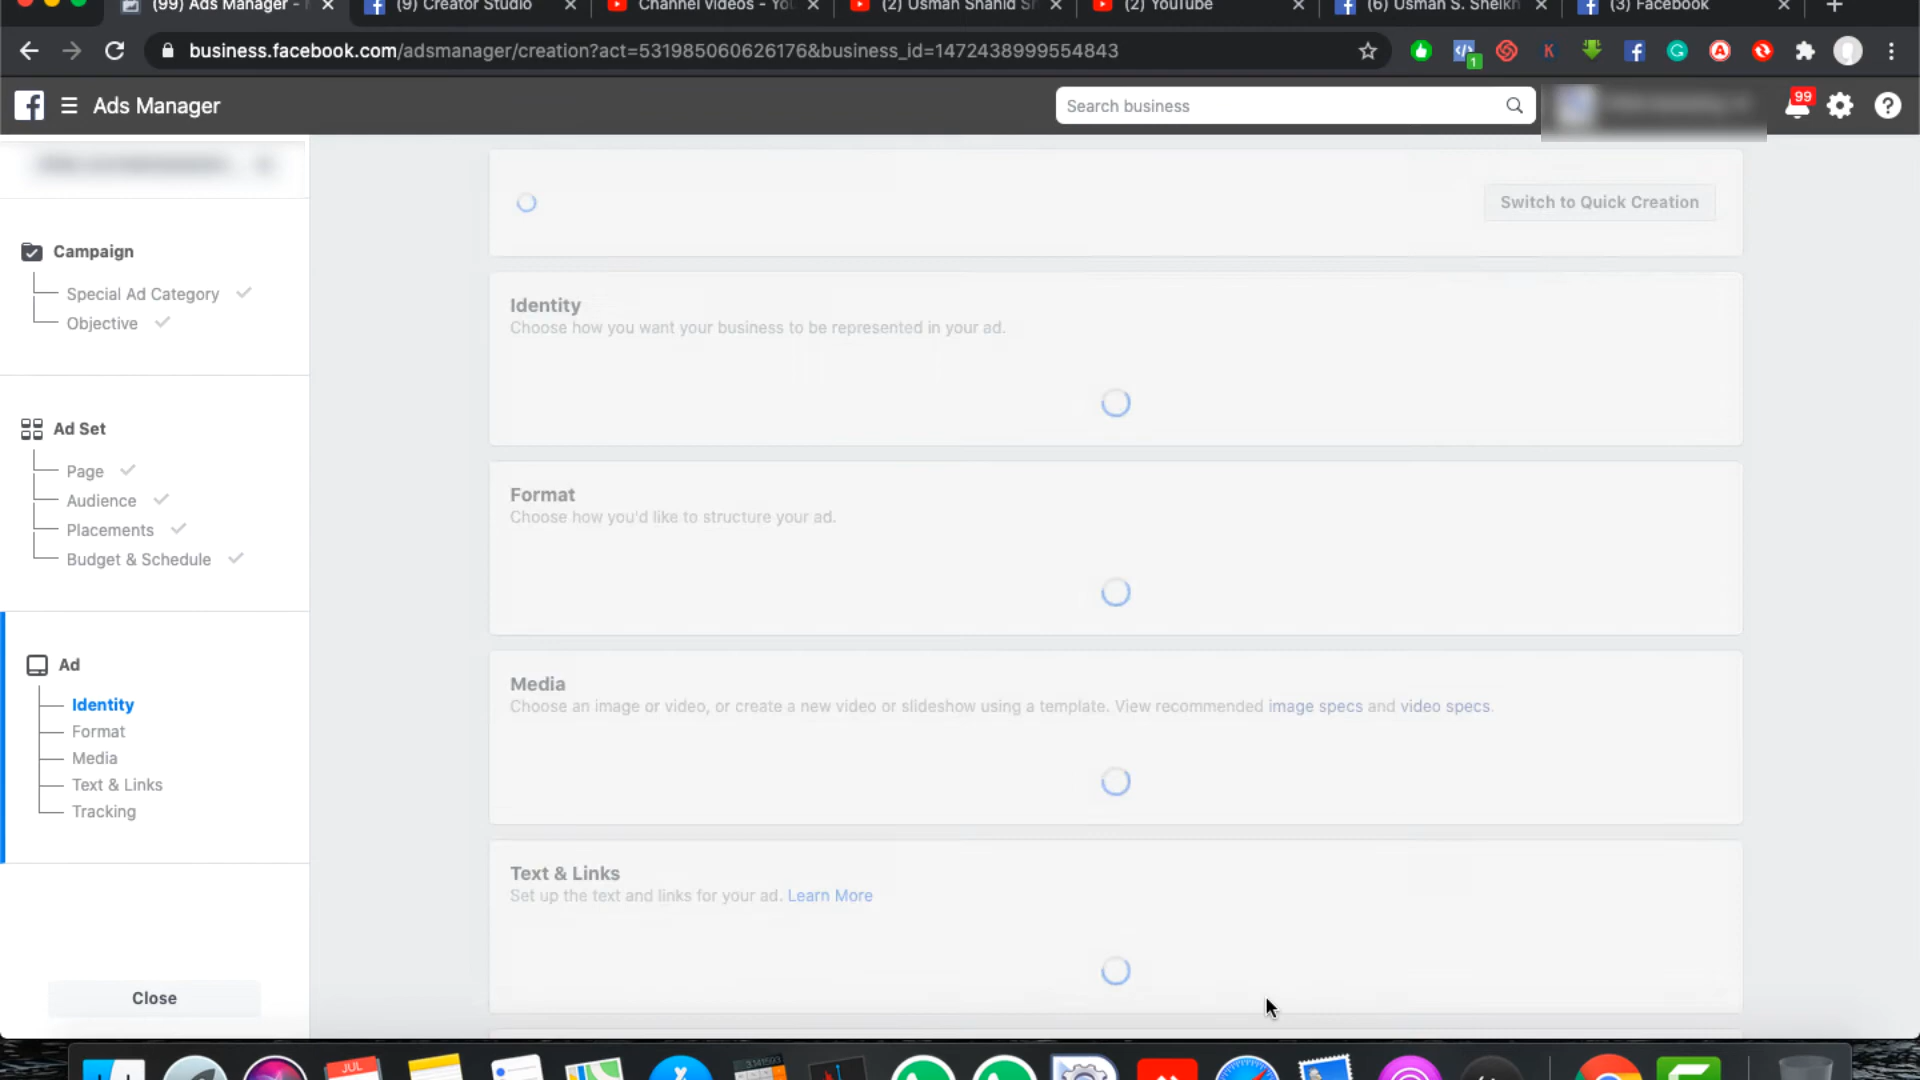 (99) Ads Manager -
(9) Creator Studio
Channel videos - You
(2) Usman Shahid Sh
(2) YouTube
(6) Usman S. Sheikh
(3) Facebook
business.facebook.com/adsmanager/creation?act=531985060626176&business_id=1472438999554843
1
Ads Manager
Search business
99
Switch to Quick Creation
Campaign
Special Ad Category
Objective
Ad Set
Page
Audience
Placements
Budget & Schedule
Ad
Identity
Format
Media
Text & Links
Tracking
Close
Identity
Choose how you want your business to be represented in your ad.
Format
Choose how you'd like to structure your ad.
Media
Choose an image or video, or create a new video or slideshow using a template. View recommended image specs and video specs.
Text & Links
Set up the text and links for your ad. Learn More
JUL